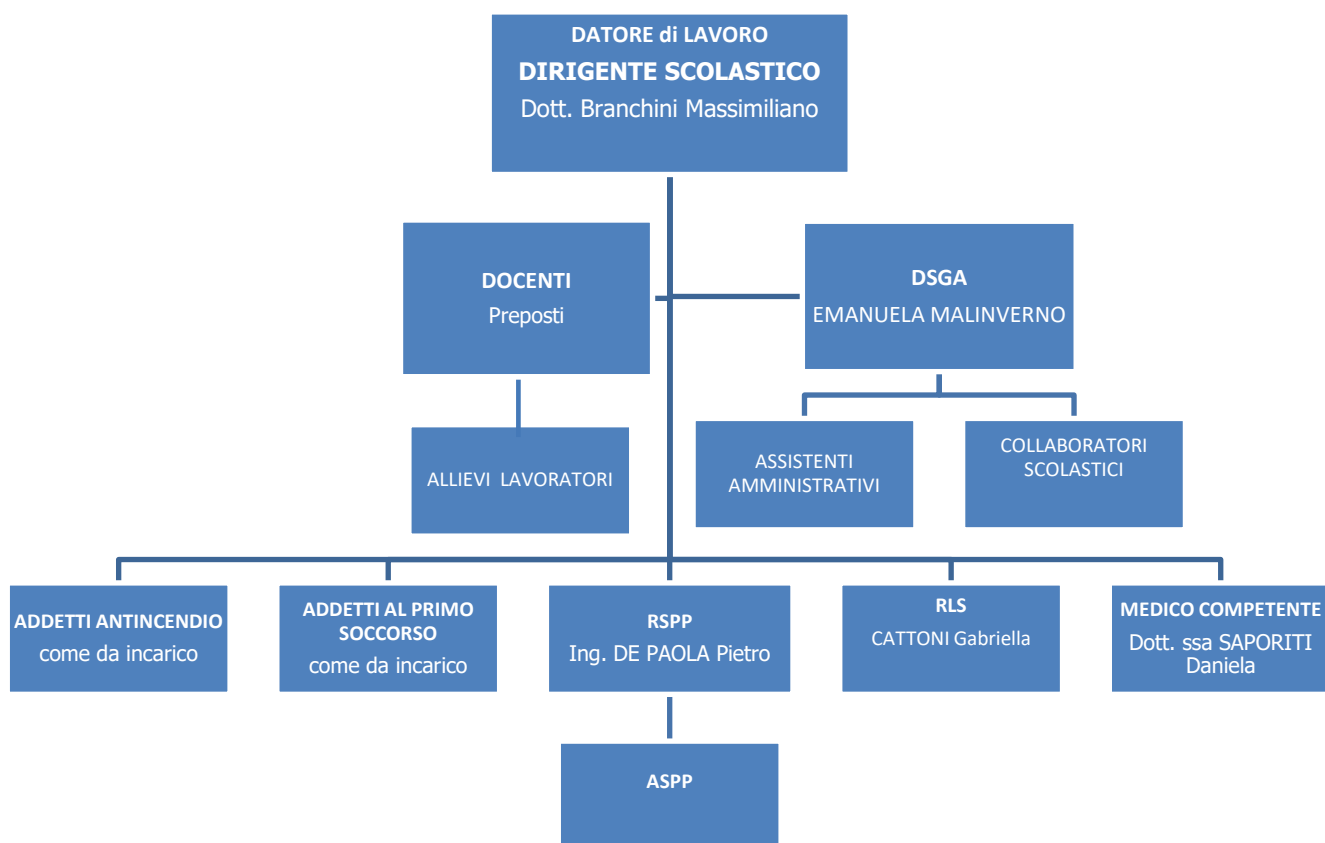 DATORE di LAVORO
DIRIGENTE SCOLASTICO
Dott. Branchini Massimiliano
DOCENTI
Preposti
DSGA
EMANUELA MALINVERNO
ALLIEVI LAVORATORI
ASSISTENTI
AMMINISTRATIVI
COLLABORATORI
SCOLASTICI
ADDETTI ANTINCENDIO
come da incarico
ADDETTI AL PRIMO
SOCCORSO
come da incarico
RSPP
Ing. DE PAOLA Pietro
RLS
CATTONI Gabriella
MEDICO COMPETENTE
Dott. ssa SAPORITI
Daniela
ASPP